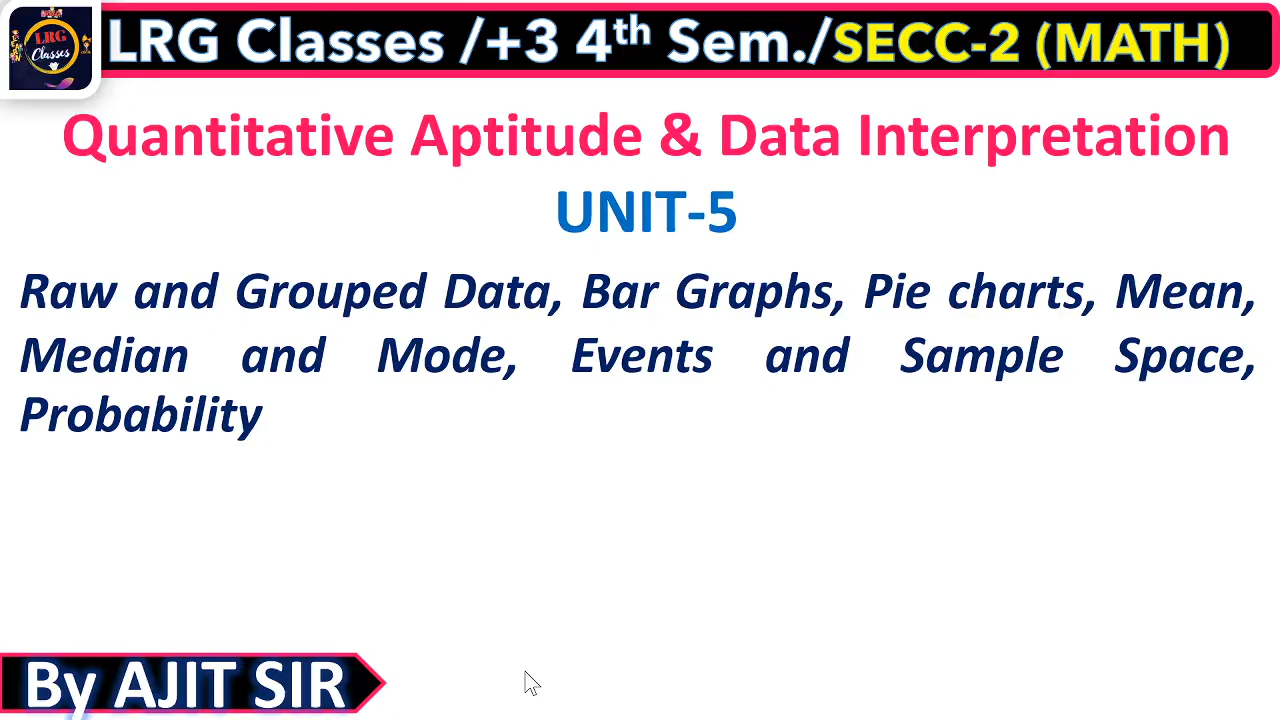 LRG Classes /+3 4th Sem./SECC-2 (MATH)
LRG
Classes
Quantitative Aptitude & Data Interpretation
UNIT-5
Raw and Grouped Data, Bar Graphs, Pie charts, Mean,
Median and Mode, Events and Sample Space,
Probability
By AJIT SIR